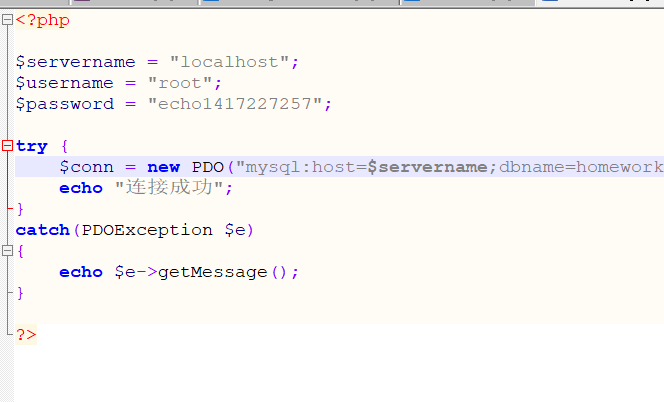 <?php
$servername = "localhost";
$username = "root";
$password = "echo1417227257";
try {
$conn = new PDO("mysql:host=$servername;dbname=homework
echo "连接成功";
}
catch(PDOException $e)
{
echo $e->getMessage();
}
?>